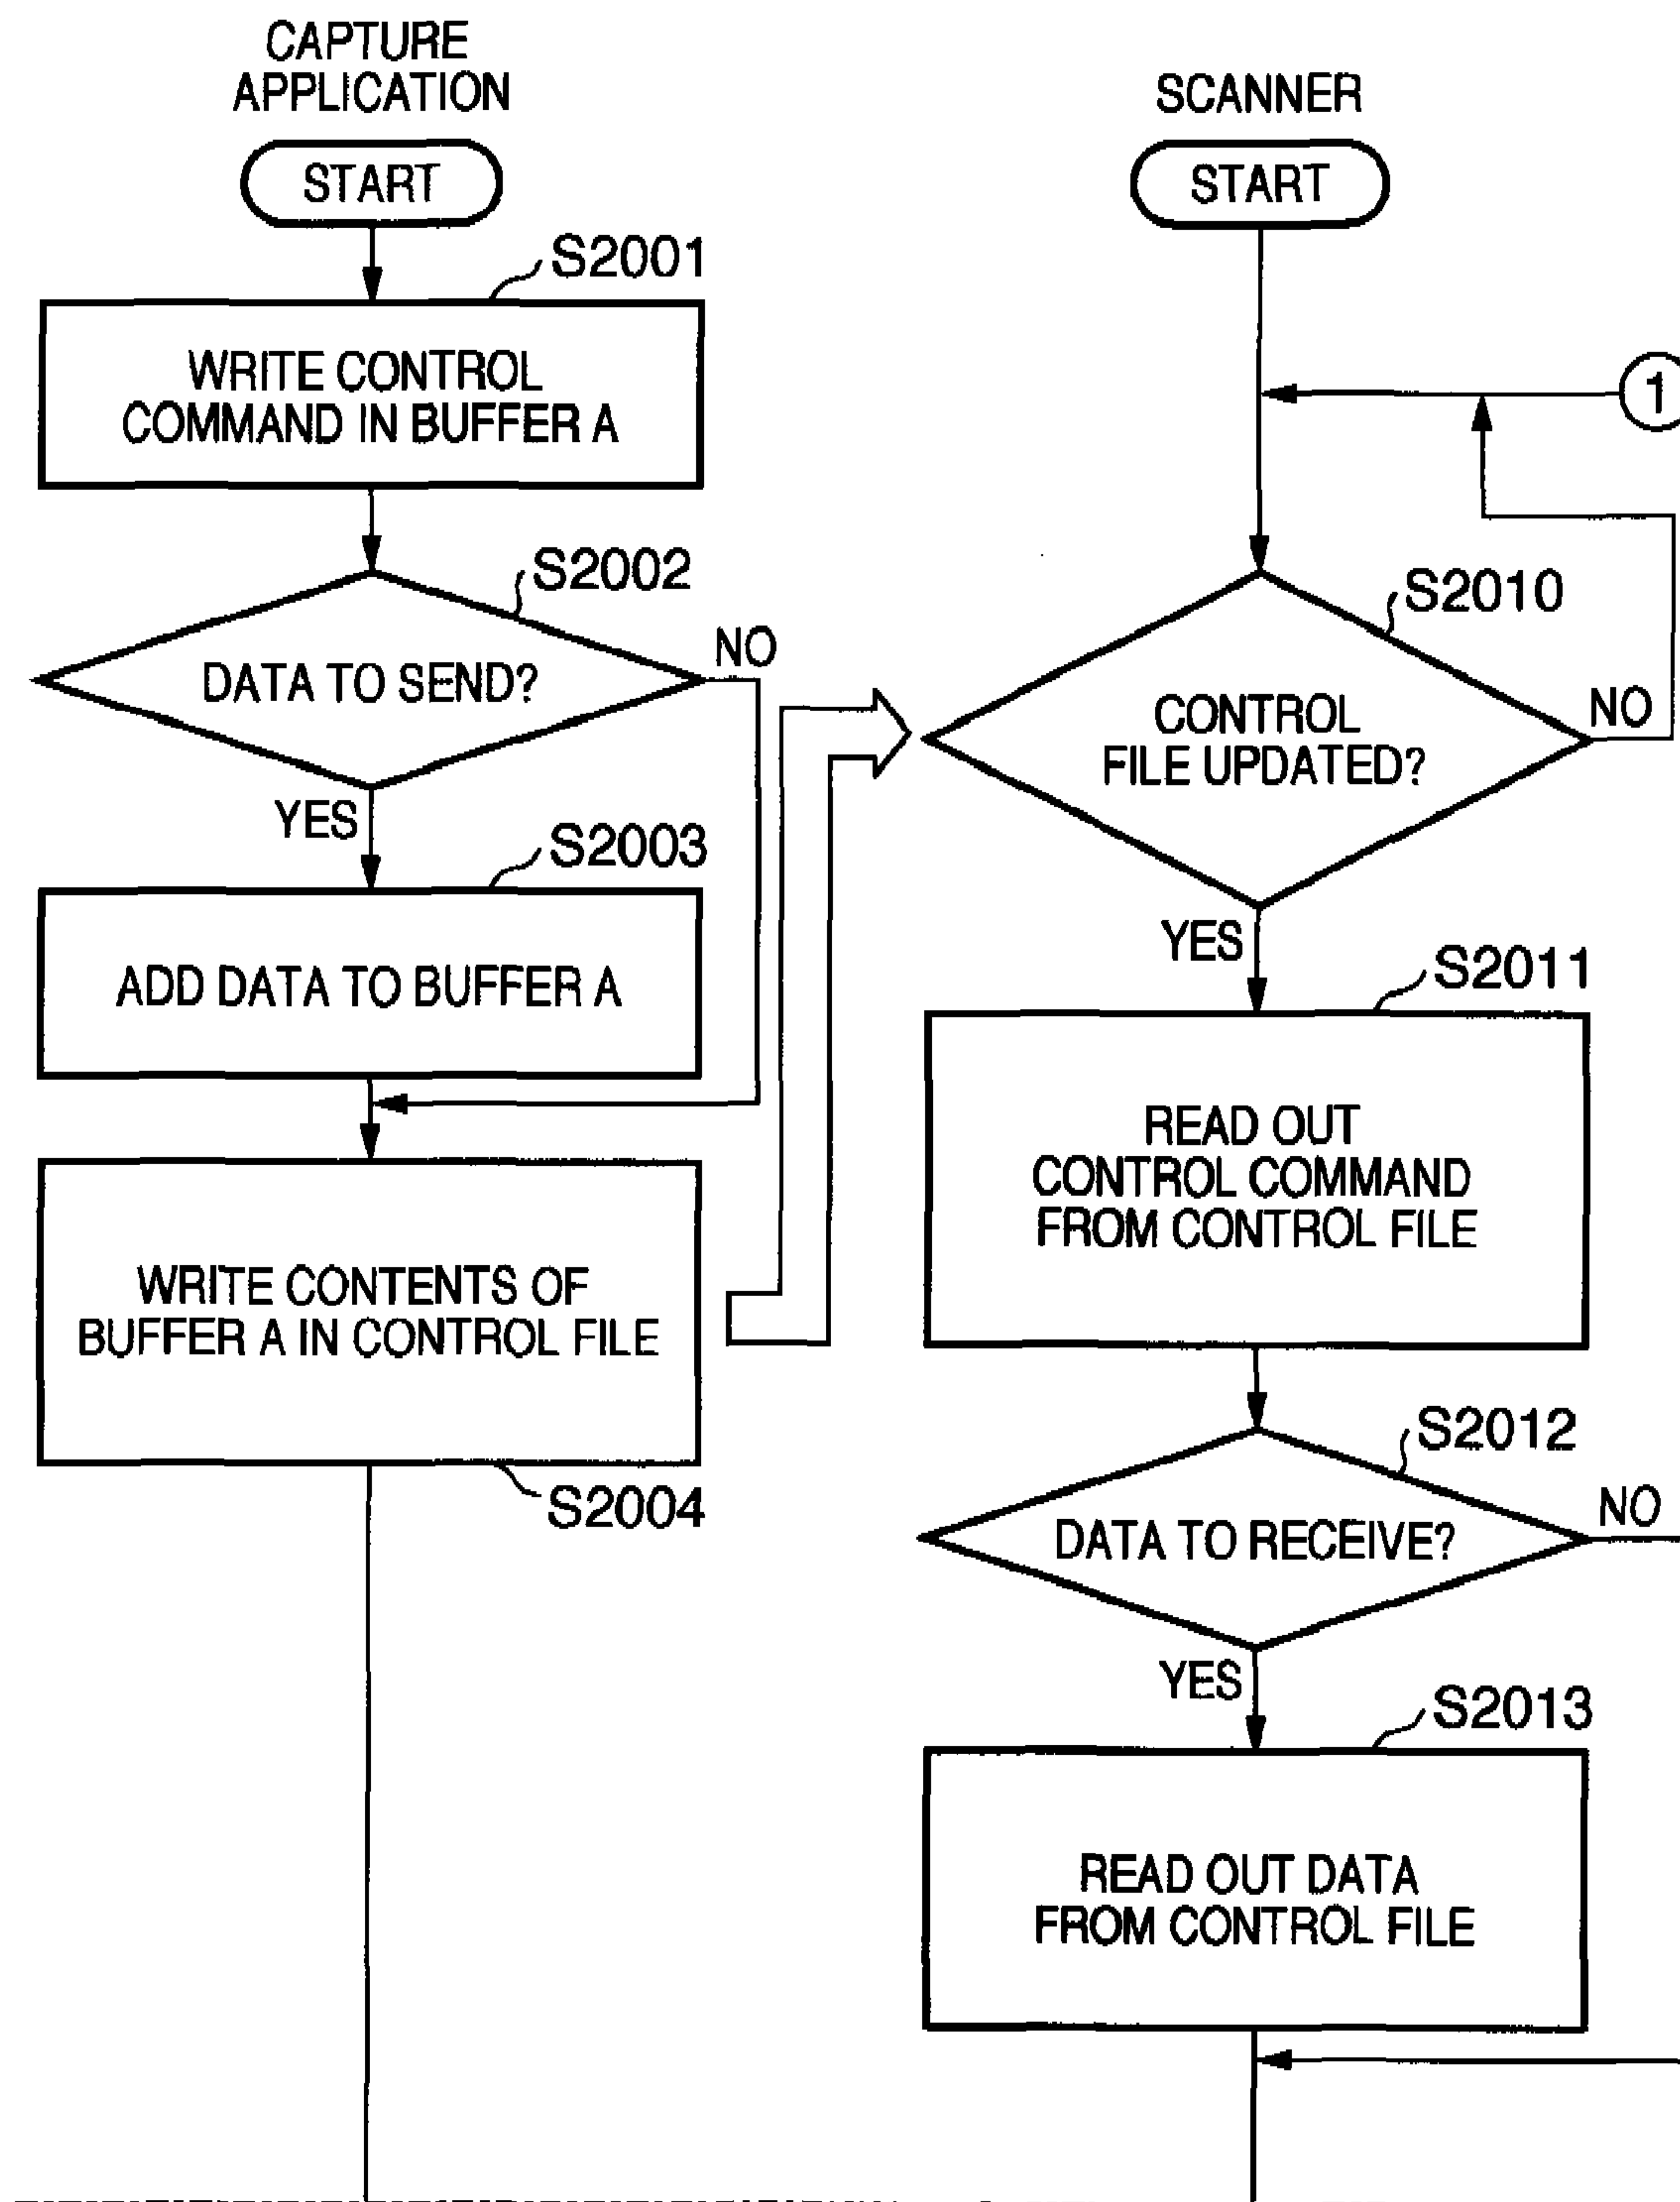 CAPTURE
APPLICATION
START
S2001
WRITE CONTROL
COMMAND IN BUFFER A
S2002
DATA TO SEND?
NO
YES
S2003
ADD DATA TO BUFFER A
WRITE CONTENTS OF
BUFFER A IN CONTROL FILE
S2004
SCANNER
START
1
S2010
CONTROL
FILE UPDATED?
NO
YES
S2011
READ OUT
CONTROL COMMAND
FROM CONTROL FILE
S2012
DATA TO RECEIVE?
NO
YES
S2013
READ OUT DATA
FROM CONTROL FILE